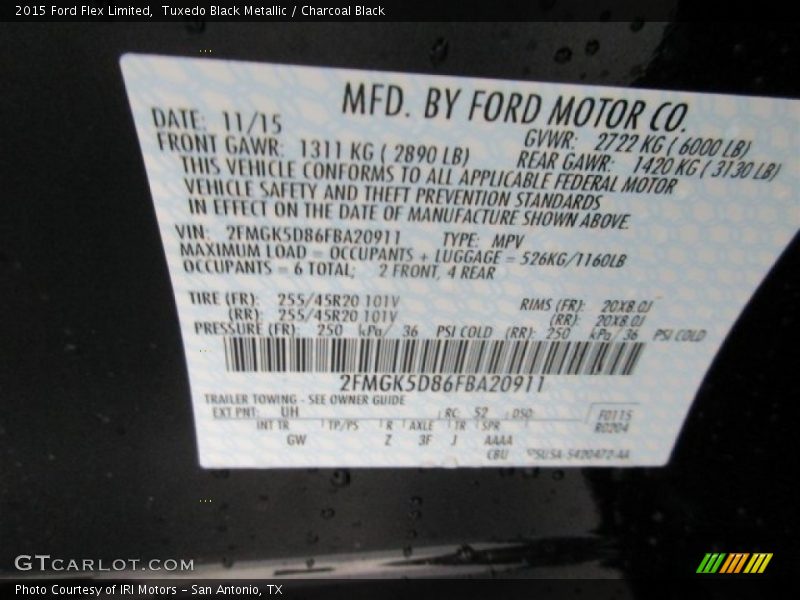 2015 Ford Flex Limited, Tuxedo Black Metallic / Charcoal Black
MFD. BY FORD MOTOR CO.
DATE: 11/15 GVWR: 2722 KG ( 6000 LB)
FRONT GAWR: 1311 KG ( 2890 LB) REAR GAWR: 1420 KG ( 3130 LB)
THIS VEHICLE CONFORMS TO ALL APPLICABLE FEDERAL MOTOR
VEHICLE SAFETY AND THEFT PREVENTION STANDARDS
IN EFFECT ON THE DATE OF MANUFACTURE SHOWN ABOVE.
VIN: 2FMGK5D86FBA20911 TYPE: MPV
MAXIMUM LOAD = OCCUPANTS + LUGGAGE = 526KG/1160LB
OCCUPANTS = 6 TOTAL; 2 FRONT, 4 REAR
TIRE (FR): 255/45R20 101V RIMS (FR): 20X8.0J
(RR): 255/45R20 101V (RR): 20X8.0J
PRESSURE (FR): 250 kPa/ 36 PSI COLD (RR): 250 kPa/ 36 PSI COLD
2FMGK5D86FBA20911
TRAILER TOWING - SEE OWNER GUIDE
EXT PNT: UH RC: 52 DSO: F0115
INT TR TP/PS R AXLE TR SPR R0204
GW Z 3F J AAAA
CBU
GTCARLOT.COM
Photo Courtesy of IRI Motors – San Antonio, TX